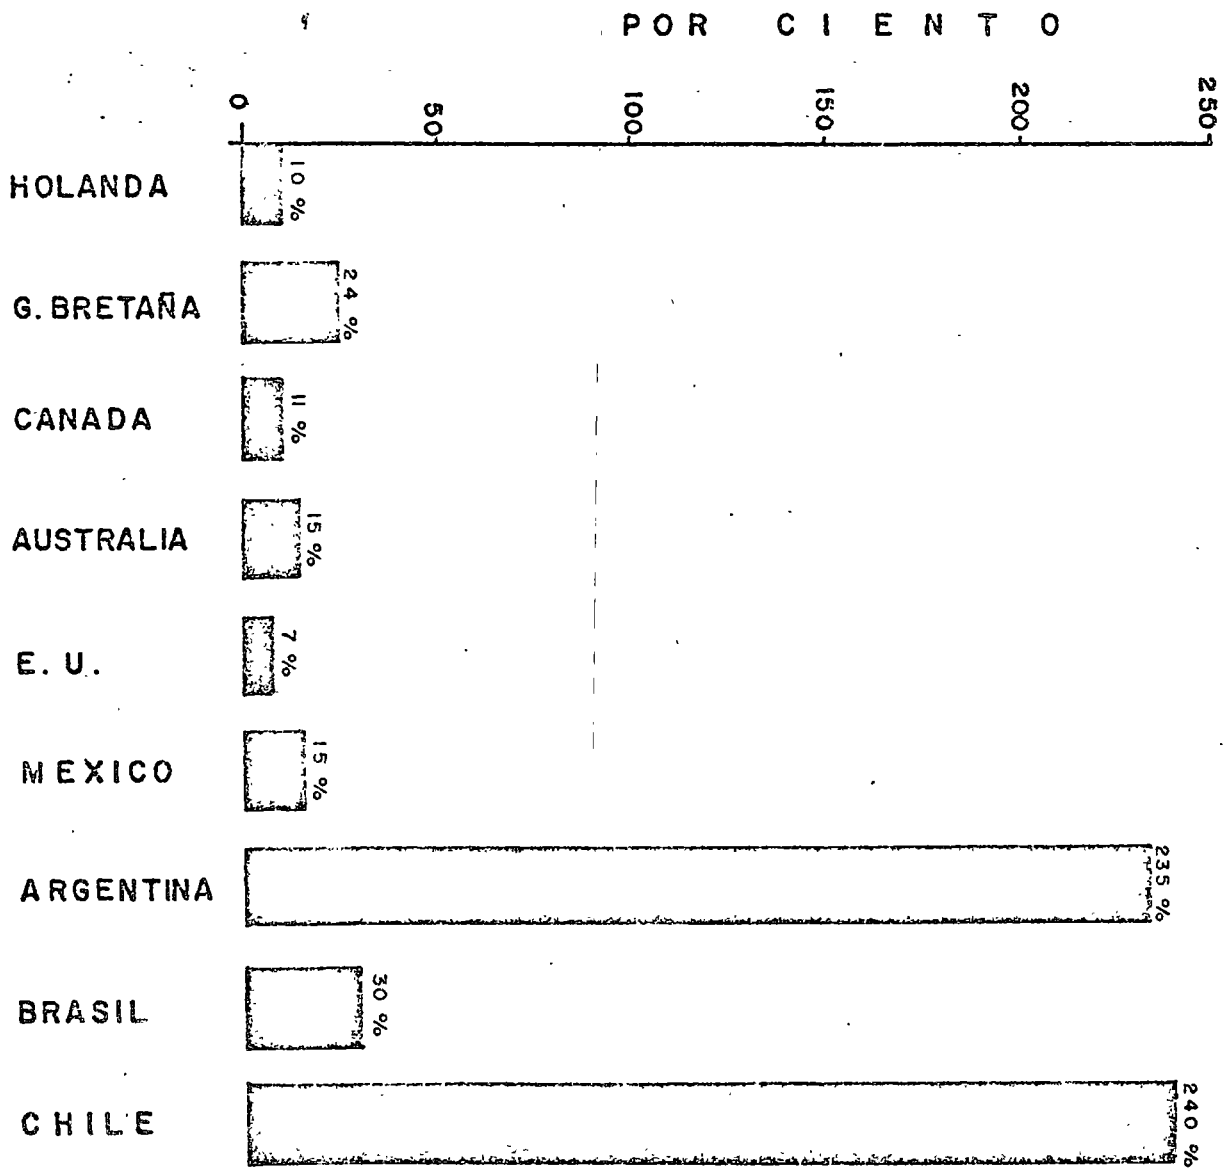 POR CIENTO
0 50 100 150 200 250
HOLANDA 10 %
G. BRETAÑA 24 %
CANADA 11 %
AUSTRALIA 15 %
E. U. 7 %
MEXICO 15 %
ARGENTINA 235 %
BRASIL 30 %
CHILE 240 %